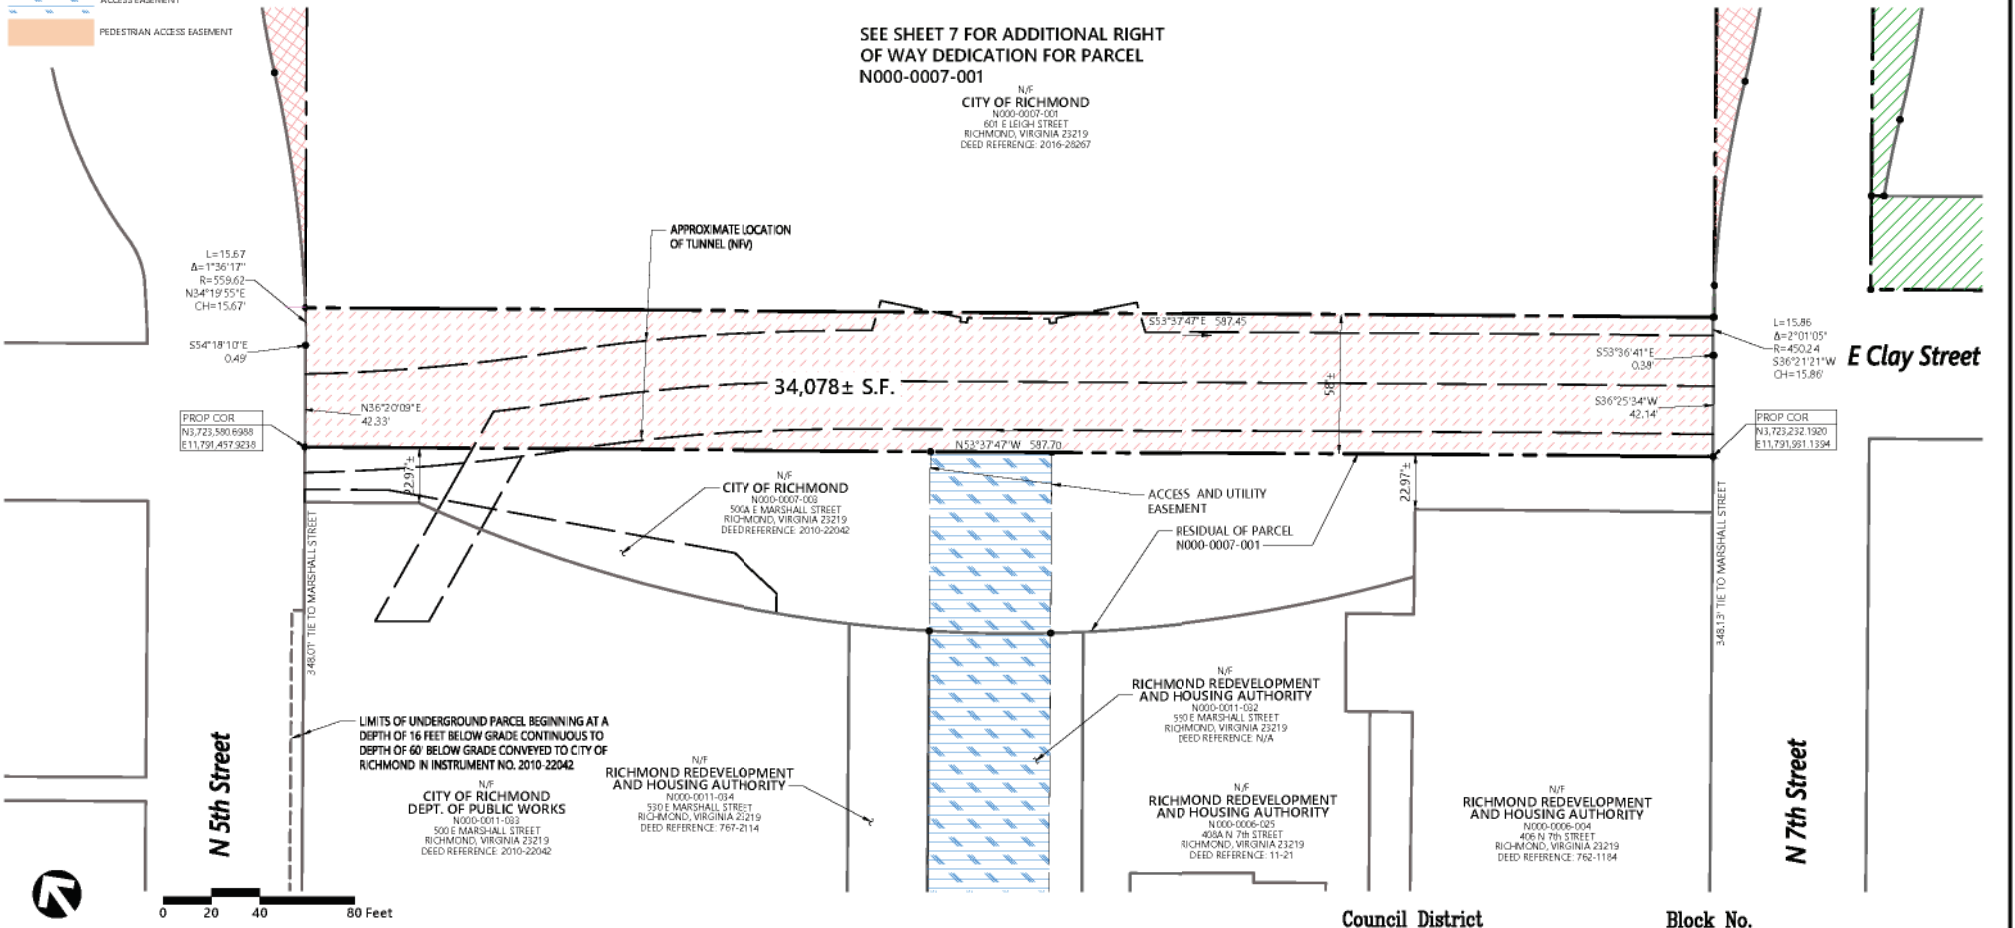 ACCESS EASEMENT
PEDESTRIAN ACCESS EASEMENT
SEE SHEET 7 FOR ADDITIONAL RIGHT
OF WAY DEDICATION FOR PARCEL
N000-0007-001
N/F
CITY OF RICHMOND
N000-0007-001
601 E LEIGH STREET
RICHMOND, VIRGINIA 23219
DEED REFERENCE: 2016-28267
APPROXIMATE LOCATION
OF TUNNEL (NFV)
L=15.67
Δ=1°36'17"
R=559.62
N34°19'55"E
CH=15.67'
S54°18'10"E
0.49'
N36°20'09"E
42.33'
PROP COR
N3,723,580.6988
E11,791,457.9238
34,078± S.F.
S53°37'47"E 587.45
58'±
S53°36'41"E
0.38'
S36°25'34"W
42.14'
L=15.86
Δ=2°01'05"
R=450.24
S36°21'21"W
CH=15.86'
E Clay Street
PROP COR
N3,723,232.1920
E11,791,931.1394
N53°37'47"W 587.70
22.97'±
22.97'±
N/F
CITY OF RICHMOND
N000-0007-003
500A E MARSHALL STREET
RICHMOND, VIRGINIA 23219
DEED REFERENCE: 2010-22042
ACCESS AND UTILITY
EASEMENT
RESIDUAL OF PARCEL
N000-0007-001
348.01' TIE TO MARSHALL STREET
348.13' TIE TO MARSHALL STREET
LIMITS OF UNDERGROUND PARCEL BEGINNING AT A
DEPTH OF 16 FEET BELOW GRADE CONTINUOUS TO
DEPTH OF 60' BELOW GRADE CONVEYED TO CITY OF
RICHMOND IN INSTRUMENT NO. 2010-22042
N/F
CITY OF RICHMOND
DEPT. OF PUBLIC WORKS
N000-0011-033
500 E MARSHALL STREET
RICHMOND, VIRGINIA 23219
DEED REFERENCE: 2010-22042
N/F
RICHMOND REDEVELOPMENT
AND HOUSING AUTHORITY
N000-0011-034
530 E MARSHALL STREET
RICHMOND, VIRGINIA 23219
DEED REFERENCE: 767-2114
N/F
RICHMOND REDEVELOPMENT
AND HOUSING AUTHORITY
N000-0011-032
550 E MARSHALL STREET
RICHMOND, VIRGINIA 23219
DEED REFERENCE: N/A
N/F
RICHMOND REDEVELOPMENT
AND HOUSING AUTHORITY
N000-0006-025
408A N 7th STREET
RICHMOND, VIRGINIA 23219
DEED REFERENCE: 11-21
N/F
RICHMOND REDEVELOPMENT
AND HOUSING AUTHORITY
N000-0006-004
406 N 7th STREET
RICHMOND, VIRGINIA 23219
DEED REFERENCE: 762-1184
N 5th Street
N 7th Street
0 20 40 80 Feet
Council District
Block No.